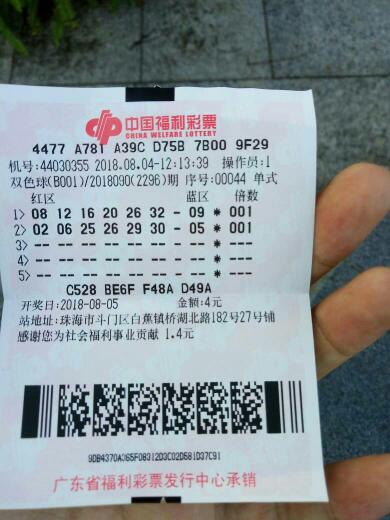 中国福利彩票
CHINA WELFARE LOTTERY
4477 A781 A39C D75B 7B00 9F29
机号:44030355 2018.08.04-12:13:39 操作员:1
双色球(B001)/2018090(2296)期 序号:00044 单式
红区 蓝区 倍数
1> 08 12 16 20 26 32 - 09 * 001
2> 02 06 25 26 29 30 - 05 * 001
3> -- -- -- -- -- -- - -- * ---
4> -- -- -- -- -- -- - -- * ---
5> -- -- -- -- -- -- - -- * ---
C528 BE6F F48A D49A
开奖日:2018-08-05 金额:4元
站地址:珠海市斗门区白蕉镇桥湖北路182号27号铺
感谢您为社会福利事业贡献 1.4元
9DB4370A365F08312D3C02D581D37C91
广东省福利彩票发行中心承销